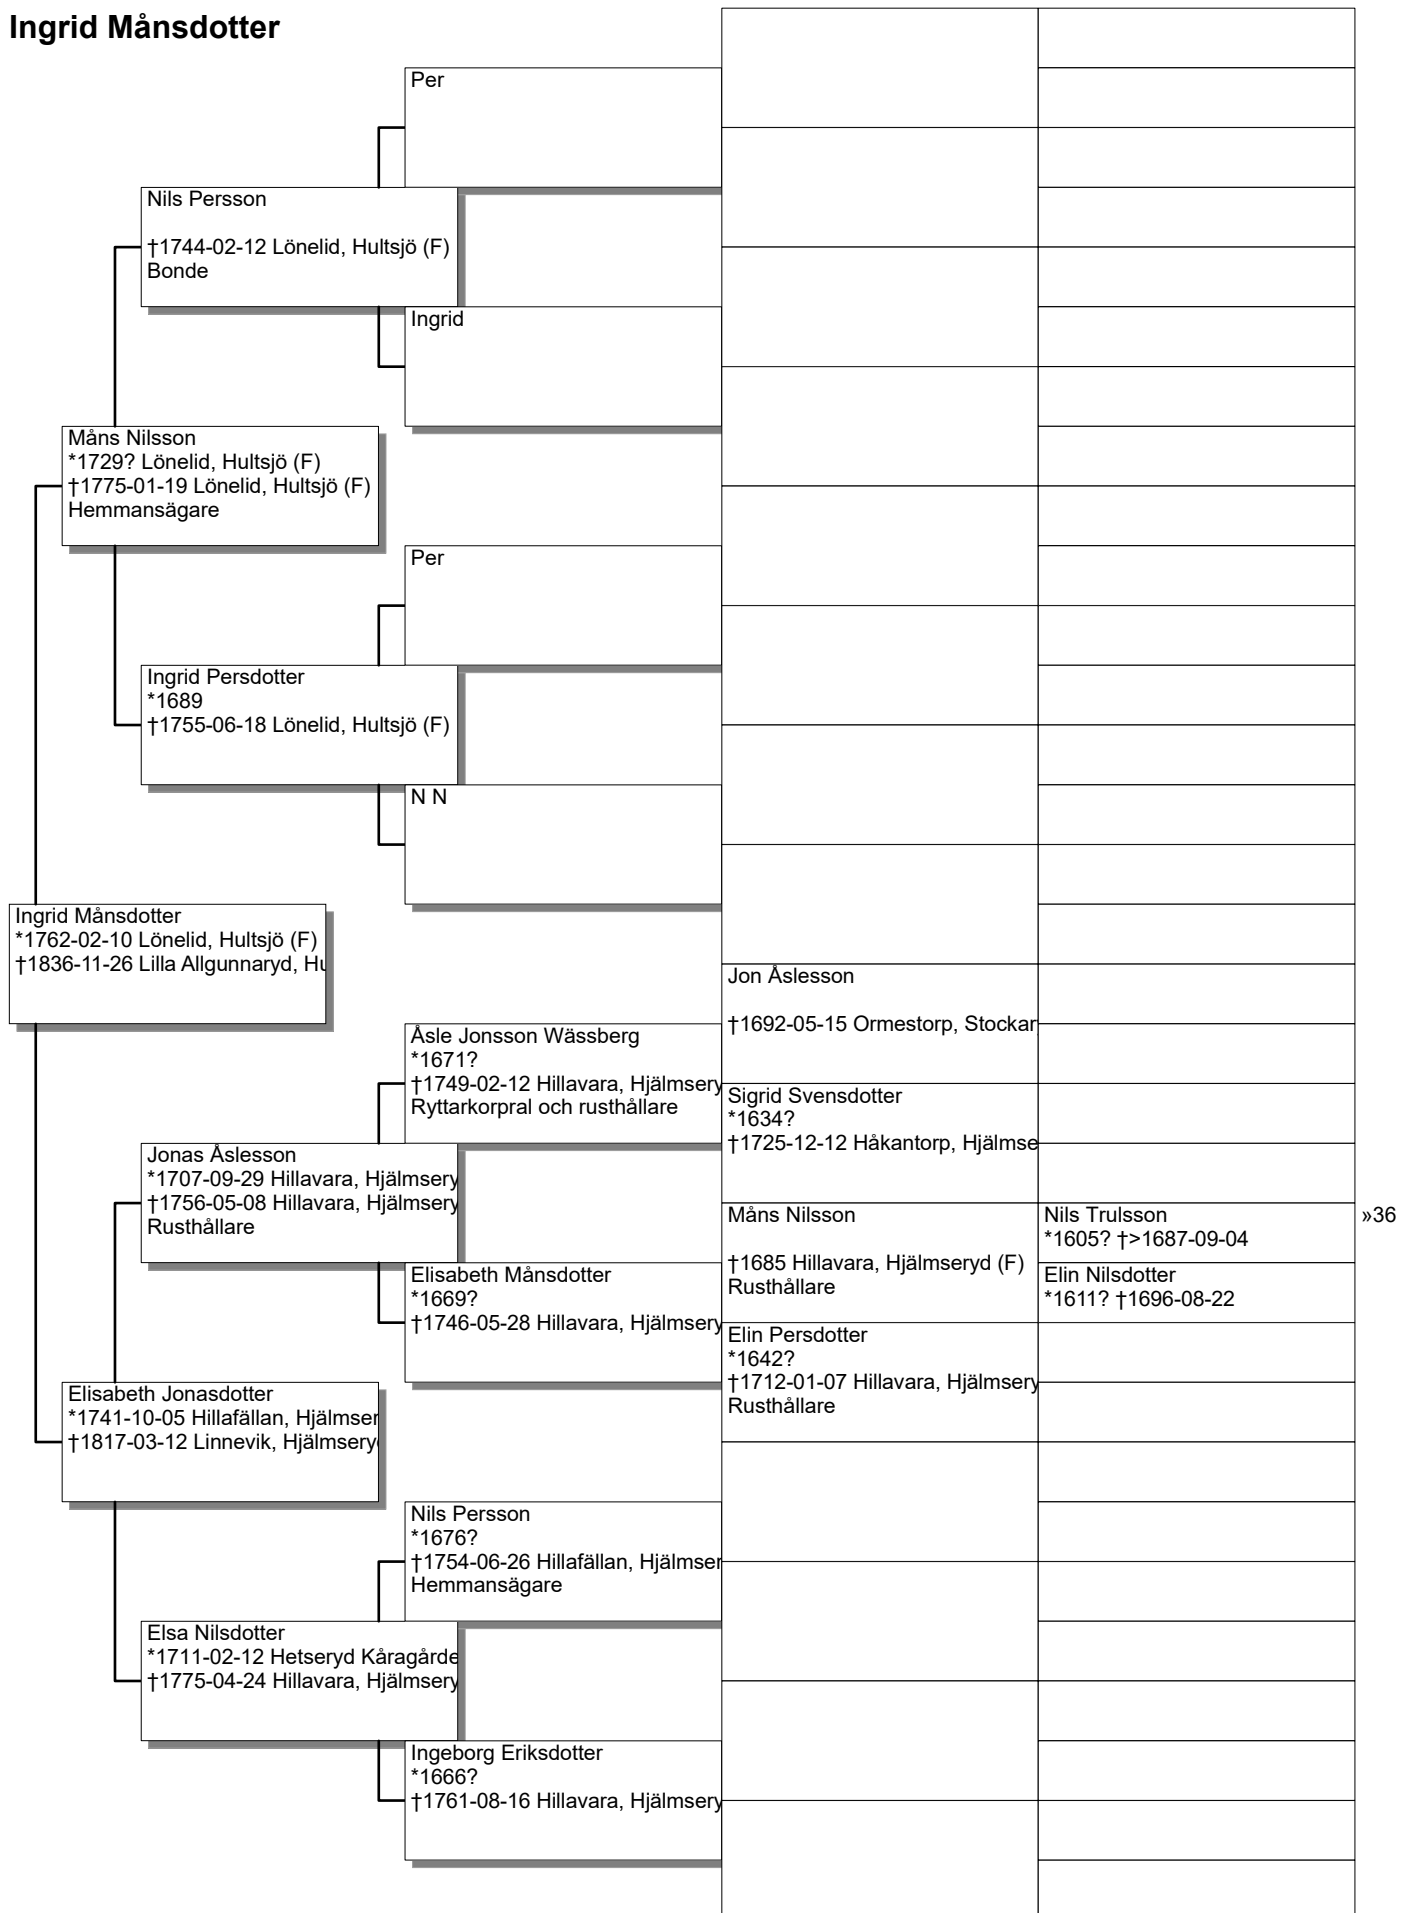 Ingrid Månsdotter
Per
Nils Persson
†1744-02-12 Lönelid, Hultsjö (F)
Bonde
Ingrid
Måns Nilsson
*1729? Lönelid, Hultsjö (F)
†1775-01-19 Lönelid, Hultsjö (F)
Hemmansägare
Per
Ingrid Persdotter
*1689
†1755-06-18 Lönelid, Hultsjö (F)
N N
Ingrid Månsdotter
*1762-02-10 Lönelid, Hultsjö (F)
†1836-11-26 Lilla Allgunnaryd, Hu
Jon Åslesson
†1692-05-15 Ormestorp, Stockar
Åsle Jonsson Wässberg
*1671?
†1749-02-12 Hillavara, Hjälmsery
Ryttarkorpral och rusthållare
Sigrid Svensdotter
*1634?
†1725-12-12 Håkantorp, Hjälmse
Jonas Åslesson
*1707-09-29 Hillavara, Hjälmsery
†1756-05-08 Hillavara, Hjälmsery
Rusthållare
Måns Nilsson
†1685 Hillavara, Hjälmseryd (F)
Rusthållare
Nils Trulsson
*1605? †>1687-09-04
»36
Elisabeth Månsdotter
*1669?
†1746-05-28 Hillavara, Hjälmsery
Elin Nilsdotter
*1611? †1696-08-22
Elin Persdotter
*1642?
†1712-01-07 Hillavara, Hjälmsery
Rusthållare
Elisabeth Jonasdotter
*1741-10-05 Hillafällan, Hjälmser
†1817-03-12 Linnevik, Hjälmseryd
Nils Persson
*1676?
†1754-06-26 Hillafällan, Hjälmser
Hemmansägare
Elsa Nilsdotter
*1711-02-12 Hetseryd Kåragårde
†1775-04-24 Hillavara, Hjälmsery
Ingeborg Eriksdotter
*1666?
†1761-08-16 Hillavara, Hjälmsery